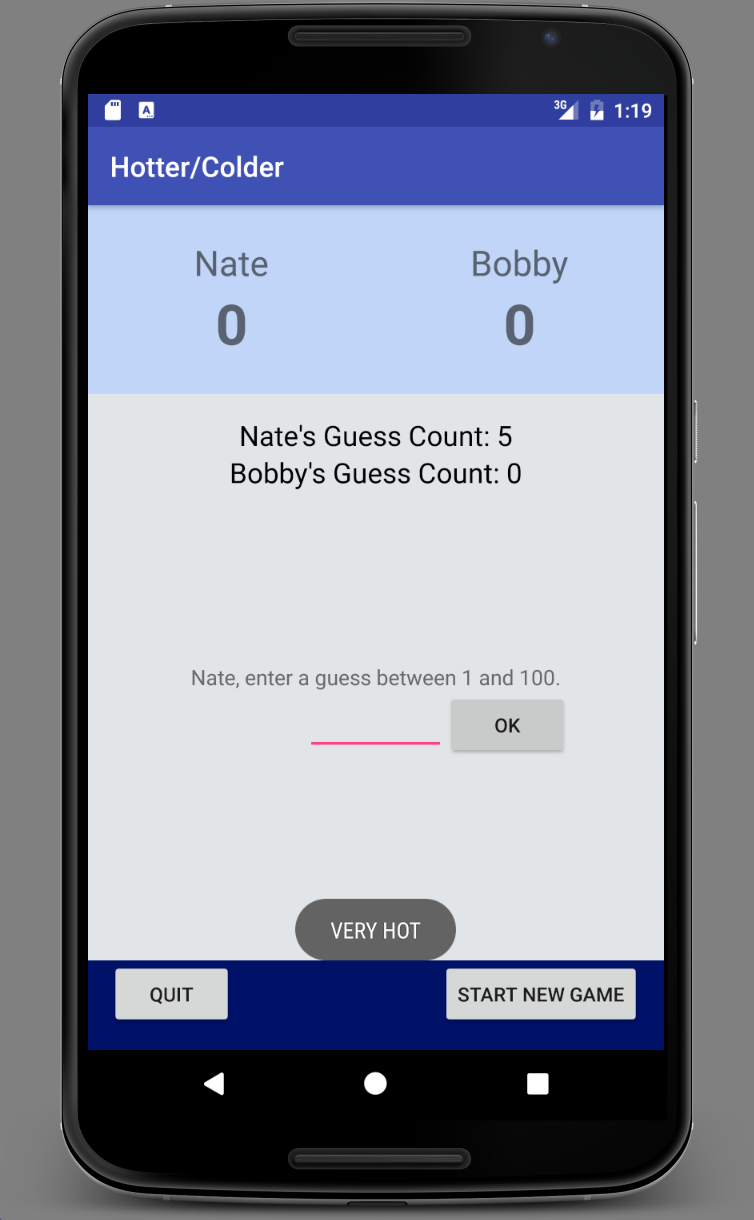 3G 1:19
Hotter/Colder
Nate Bobby
0 0
Nate's Guess Count: 5
Bobby's Guess Count: 0
Nate, enter a guess between 1 and 100.
OK
VERY HOT
QUIT START NEW GAME